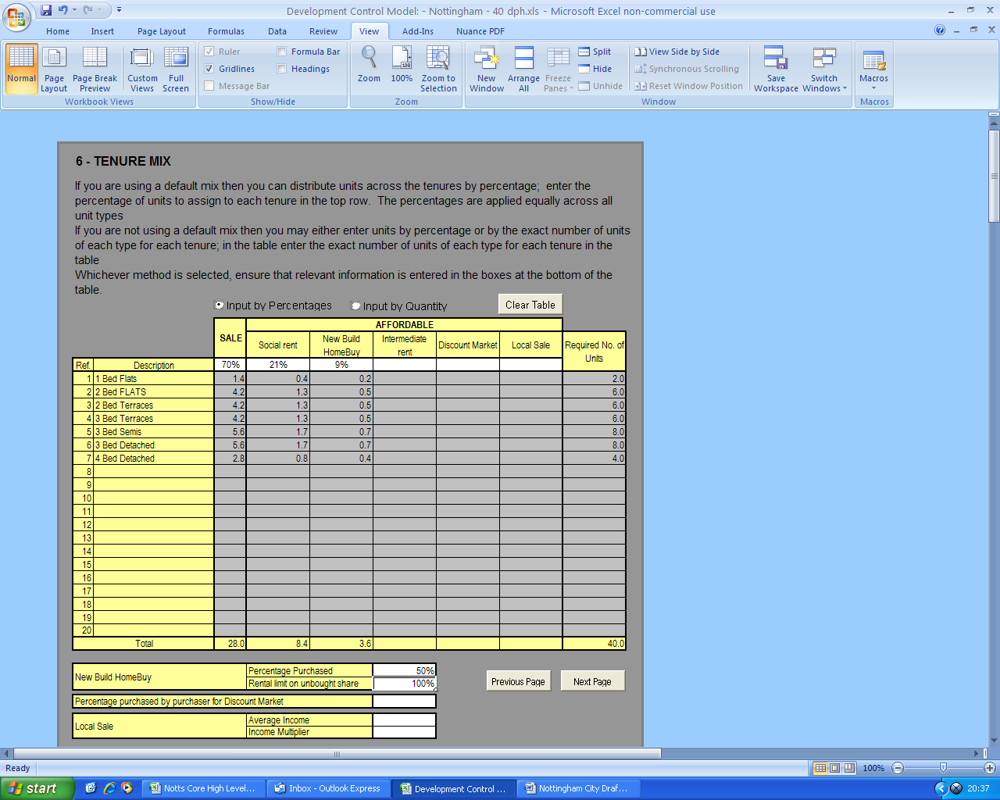 Development Control Model: - Nottingham - 40 dph.xls - Microsoft Excel non-commercial use
Home Insert Page Layout Formulas Data Review View Add-Ins Nuance PDF
Normal Page Layout Page Break Preview Custom Views Full Screen
Workbook Views
Ruler Formula Bar
Gridlines Headings
Message Bar
Show/Hide
Zoom 100% Zoom to Selection
Zoom
New Window Arrange All Freeze Panes
Split
Hide
Unhide
View Side by Side
Synchronous Scrolling
Reset Window Position
Save Workspace Switch Windows
Window
Macros
Macros
6 - TENURE MIX
If you are using a default mix then you can distribute units across the tenures by percentage; enter the
percentage of units to assign to each tenure in the top row. The percentages are applied equally across all
unit types
If you are not using a default mix then you may either enter units by percentage or by the exact number of units
of each type for each tenure; in the table enter the exact number of units of each type for each tenure in the
table
Whichever method is selected, ensure that relevant information is entered in the boxes at the bottom of the
table.
Input by Percentages Input by Quantity Clear Table
SALE AFFORDABLE
Social rent New Build HomeBuy Intermediate rent Discount Market Local Sale Required No. of Units
Ref. Description 70% 21% 9%
1 1 Bed Flats 1.4 0.4 0.2 2.0
2 2 Bed FLATS 4.2 1.3 0.5 6.0
3 2 Bed Terraces 4.2 1.3 0.5 6.0
4 3 Bed Terraces 4.2 1.3 0.5 6.0
5 3 Bed Semis 5.6 1.7 0.7 8.0
6 3 Bed Detached 5.6 1.7 0.7 8.0
7 4 Bed Detached 2.8 0.8 0.4 4.0
8
9
10
11
12
13
14
15
16
17
18
19
20
Total 28.0 8.4 3.6 40.0
New Build HomeBuy Percentage Purchased 50%
Rental limit on unbought share 100%
Previous Page Next Page
Percentage purchased by purchaser for Discount Market
Local Sale Average Income
Income Multiplier
Ready 100%
start Notts Core High Level... Inbox - Outlook Express Development Control ... Nottingham City Draf... 20:37